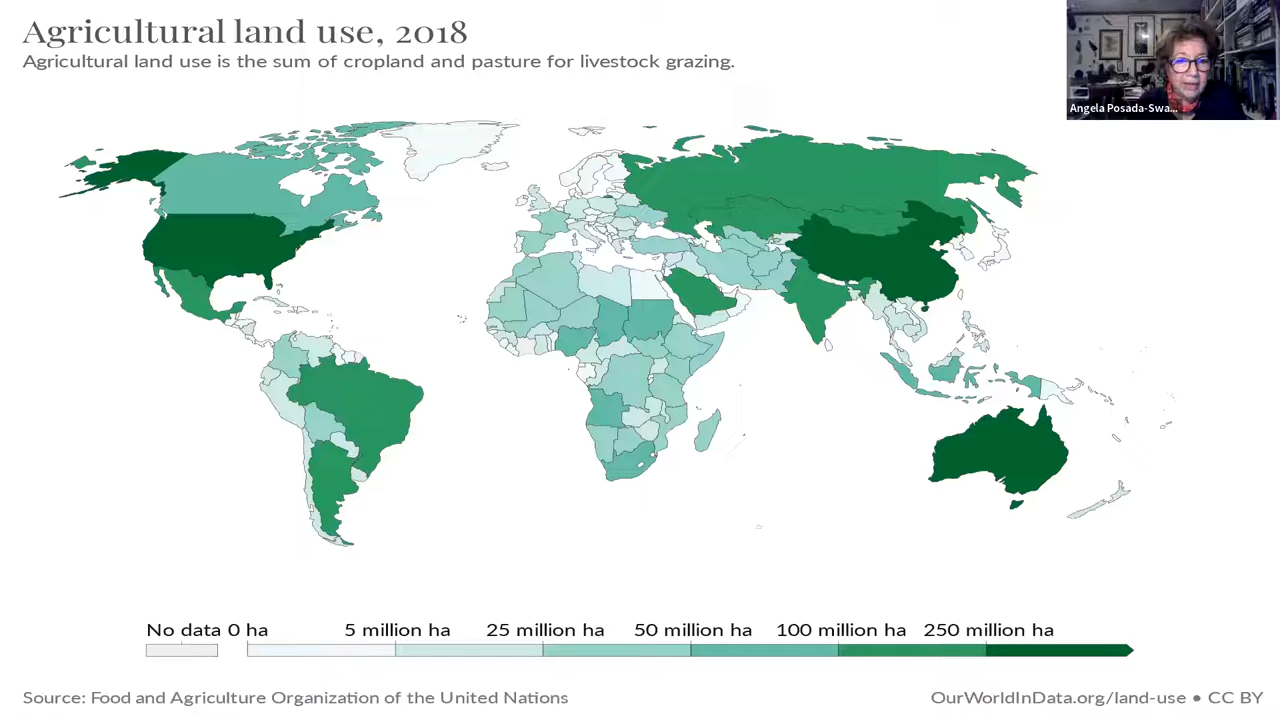 Agricultural land use, 2018
Agricultural land use is the sum of cropland and pasture for livestock grazing.
Angela Posada-Swa...
No data 0 ha 5 million ha 25 million ha 50 million ha 100 million ha 250 million ha
Source: Food and Agriculture Organization of the United Nations
OurWorldInData.org/land-use • CC BY